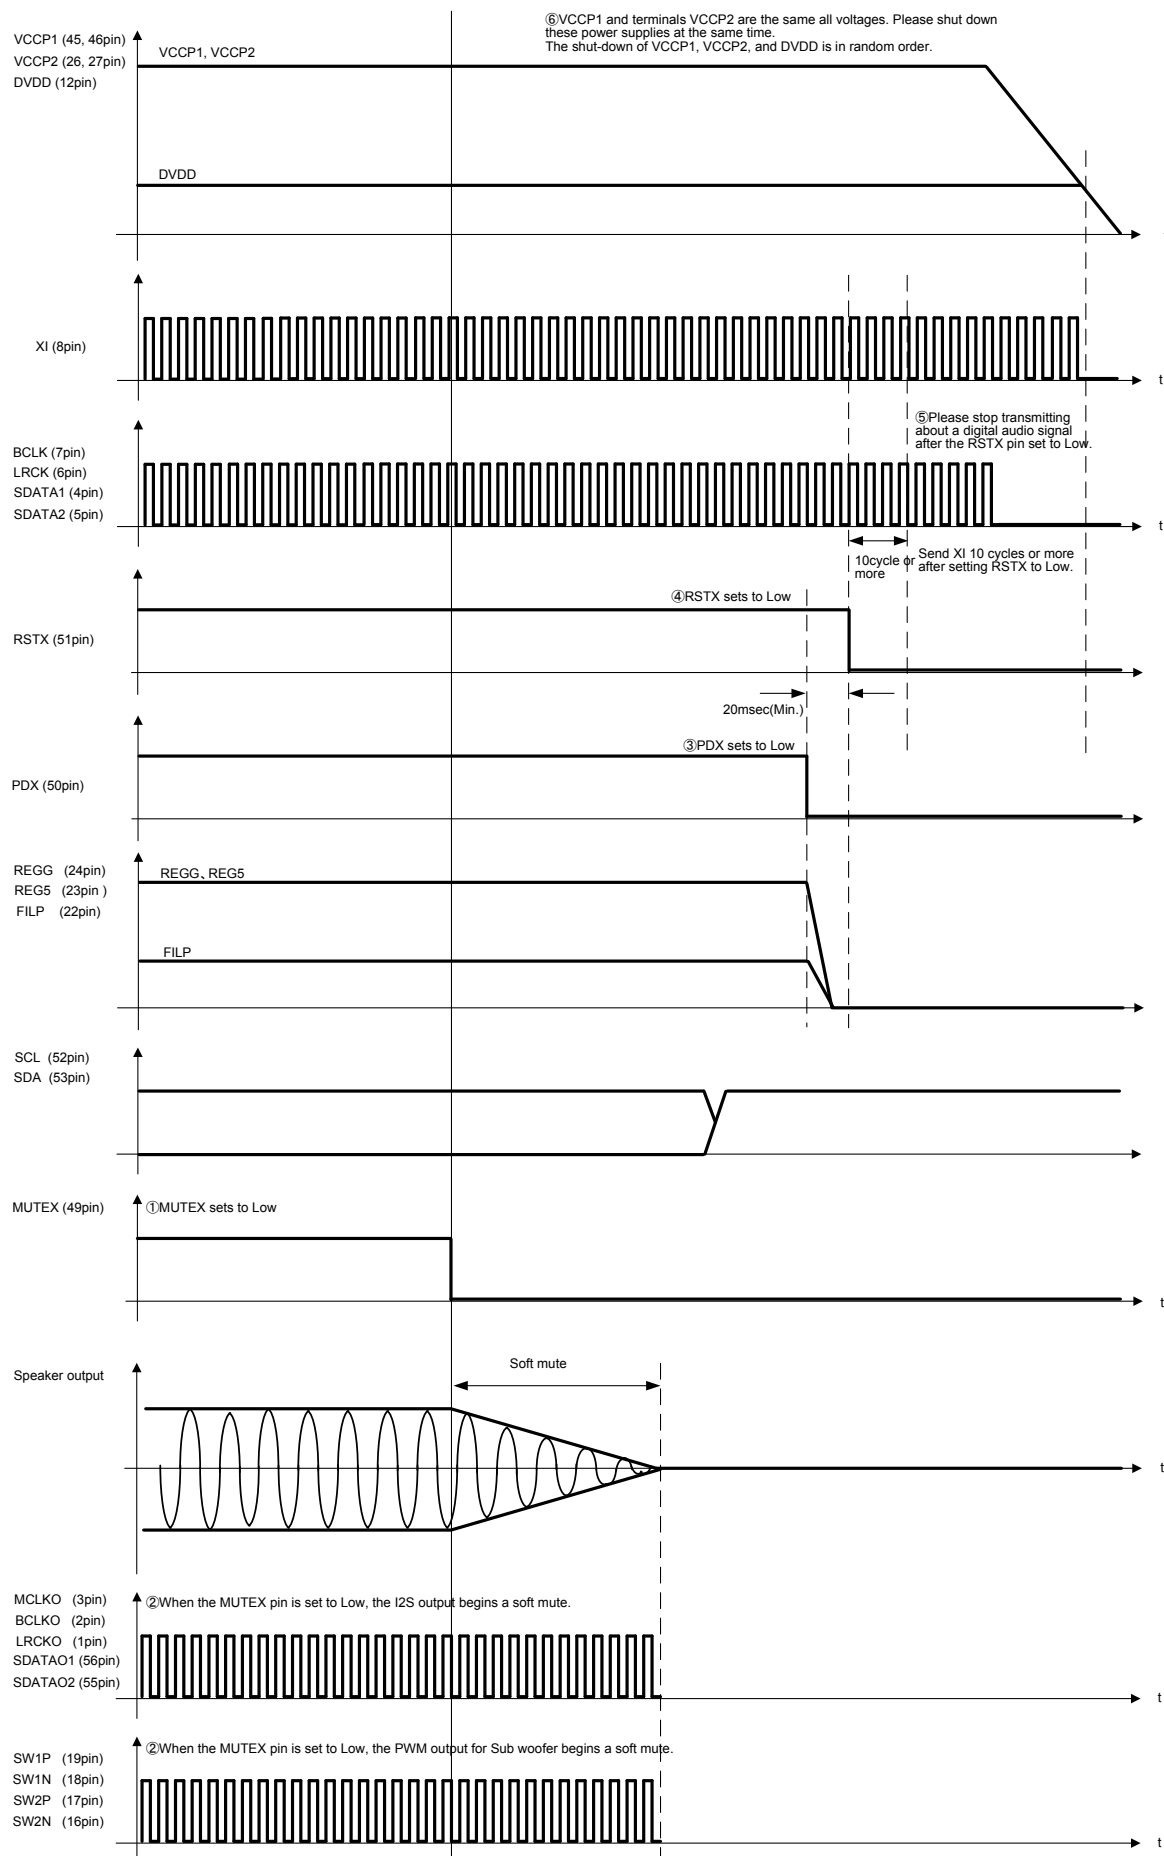 ⑥VCCP1 and terminals VCCP2 are the same all voltages. Please shut down
these power supplies at the same time.
The shut-down of VCCP1, VCCP2, and DVDD is in random order.
VCCP1 (45, 46pin)
VCCP2 (26, 27pin)
DVDD (12pin)
VCCP1, VCCP2
DVDD
XI (8pin)
t
⑤Please stop transmitting
about a digital audio signal
after the RSTX pin set to Low.
BCLK (7pin)
LRCK (6pin)
SDATA1 (4pin)
SDATA2 (5pin)
t
10cycle or
more
Send XI 10 cycles or more
after setting RSTX to Low.
④RSTX sets to Low
RSTX (51pin)
20msec(Min.)
③PDX sets to Low
PDX (50pin)
REGG (24pin)
REG5 (23pin )
FILP (22pin)
REGG、REG5
FILP
SCL (52pin)
SDA (53pin)
MUTEX (49pin)
①MUTEX sets to Low
t
Soft mute
Speaker output
t
MCLKO (3pin)
BCLKO (2pin)
LRCKO (1pin)
SDATAO1 (56pin)
SDATAO2 (55pin)
②When the MUTEX pin is set to Low, the I2S output begins a soft mute.
t
②When the MUTEX pin is set to Low, the PWM output for Sub woofer begins a soft mute.
SW1P (19pin)
SW1N (18pin)
SW2P (17pin)
SW2N (16pin)
t